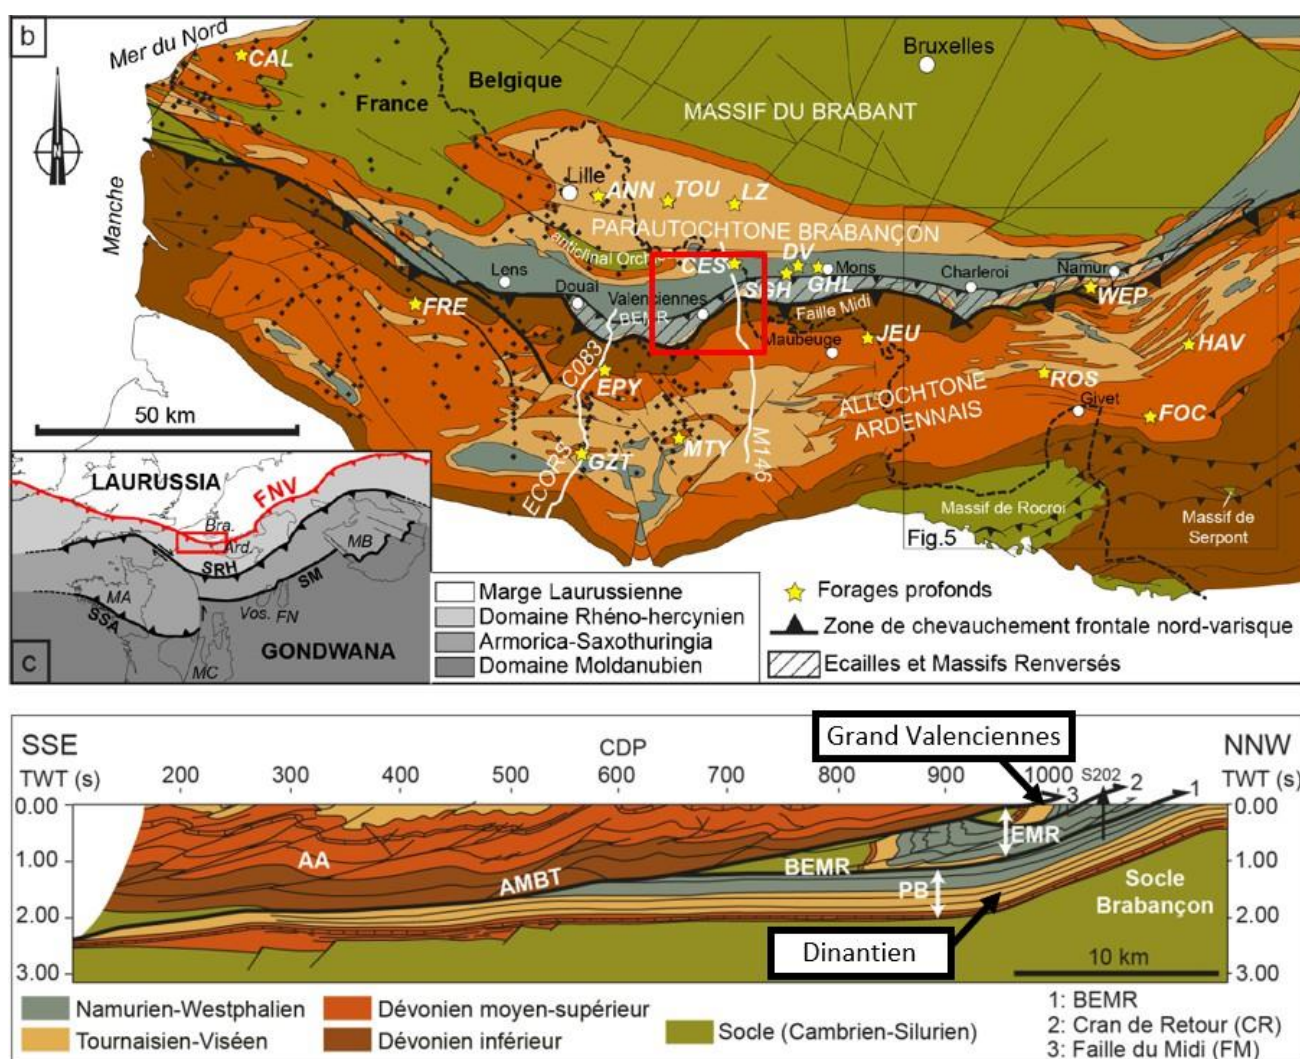 b
Mer du Nord
CAL
Bruxelles
Belgique
France
MASSIF DU BRABANT
N
Manche
Lille
ANN
TOU
LZ
PARAUTOCHTONE BRABANÇON
anticlinal Orchies
CES
DV
Lens
Mons
Charleroi
Namur
Douai
SGH
GHL
WEP
Valenciennes
BEMR
Faille Midi
FRE
Maubeuge
JEU
HAV
C083
EPY
ROS
ALLOCHTONE
ARDENNAIS
Givet
FOC
50 km
MTY
M146
GZT
ECORS
LAURUSSIA
FNV
Bra.
Ard.
MB
SRH
SM
MA
Vos.
FN
SSA
GONDWANA
MC
c
Massif de Rocroi
Massif de
Serpont
Fig.5
Marge Laurussienne
Domaine Rhéno-hercynien
Armorica-Saxothuringia
Domaine Moldanubien
Forages profonds
Zone de chevauchement frontale nord-varisque
Ecailles et Massifs Renversés
SSE
CDP
Grand Valenciennes
NNW
TWT (s)
200
300
400
500
600
700
800
900
1000
S202
TWT (s)
3
2
1
0.00
0.00
EMR
AA
1.00
BEMR
1.00
AMBT
PB
Socle
Brabançon
2.00
2.00
Dinantien
10 km
3.00
3.00
Namurien-Westphalien
Dévonien moyen-supérieur
1: BEMR
Socle (Cambrien-Silurien)
2: Cran de Retour (CR)
Tournaisien-Viséen
Dévonien inférieur
3: Faille du Midi (FM)